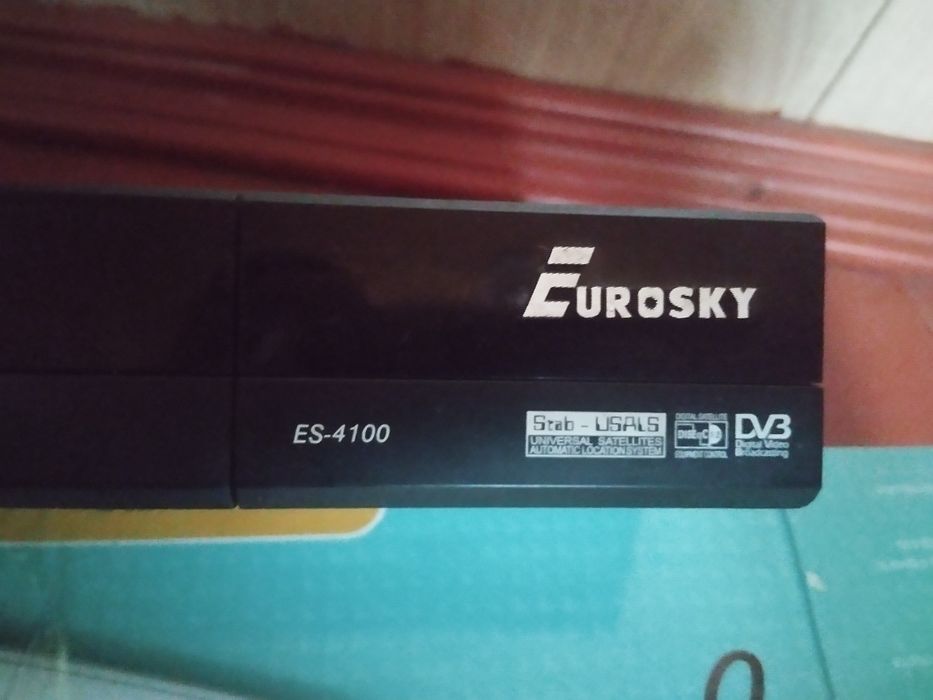 EUROSKY
ES-4100
Stab - USALS
UNIVERSAL SATELLITES
AUTOMATIC LOCATION SYSTEM
DIGITAL SATELLITE
DiSEqC
EQUIPMENT CONTROL
DVB
Digital Video
Broadcasting